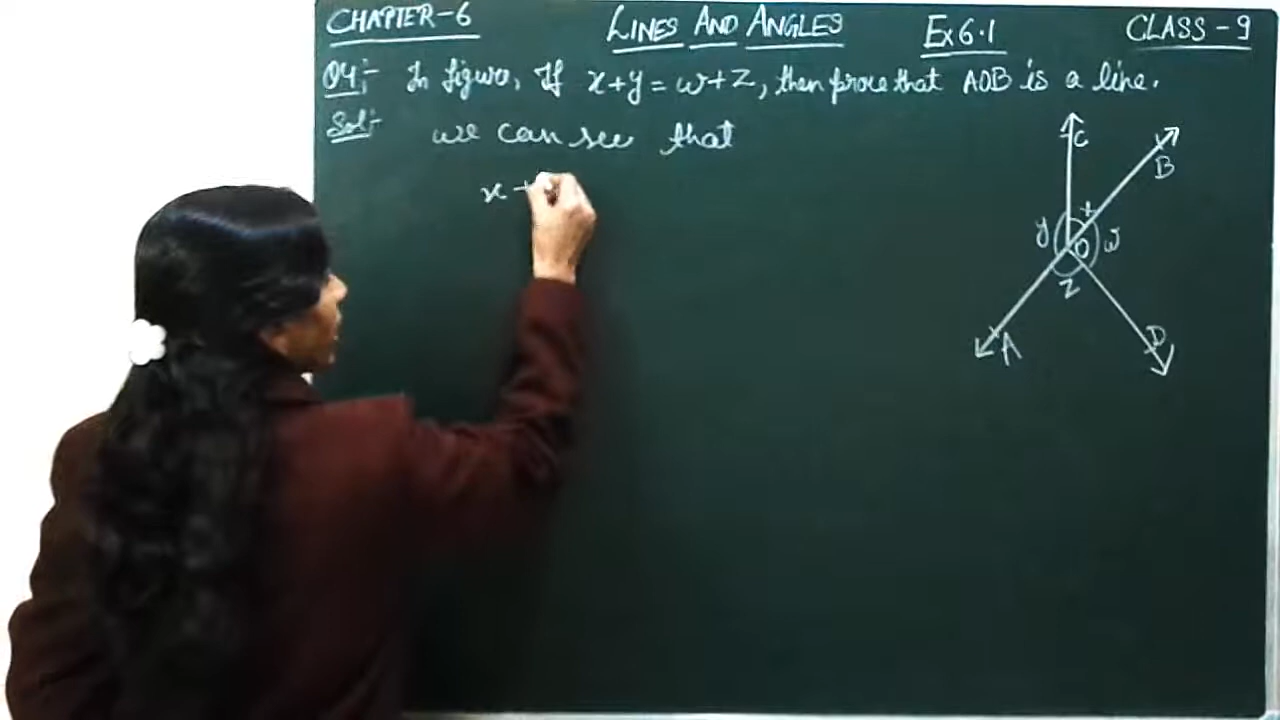 CHAPTER-6 LINES AND ANGLES Ex 6.1 CLASS-9
Q4:- In figure, If x+y=w+z, then prove that AOB is a line.
Sol:- we can see that
x +
C
B
x
y
O
w
z
A
D